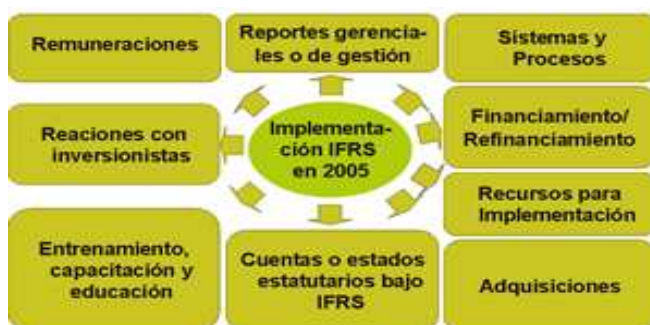 Remuneraciones
Reportes gerencia-
les o de gestión
Sistemas y
Procesos
Reaciones con
inversionistas
Implementa-
ción IFRS
en 2005
Financiamiento/
Refinanciamiento
Recursos para
Implementación
Entrenamiento,
capacitación y
educación
Cuentas o estados
estatutarios bajo
IFRS
Adquisiciones